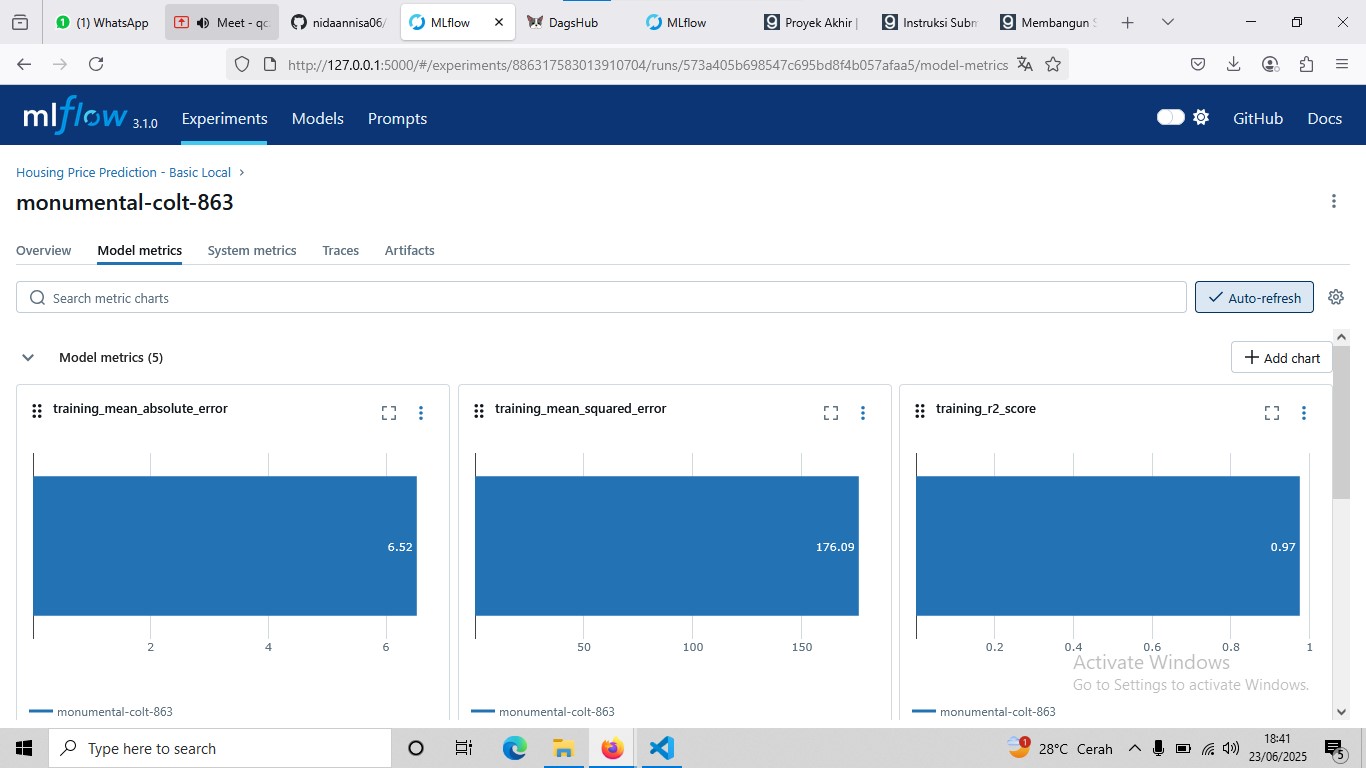 (1) WhatsApp
Meet - qc
nidaannisa06/
MLflow
DagsHub
MLflow
Proyek Akhir |
Instruksi Subm
Membangun S
http://127.0.0.1:5000/#/experiments/886317583013910704/runs/573a405b698547c695bd8f4b057afaa5/model-metrics
mlflow 3.1.0
Experiments
Models
Prompts
GitHub
Docs
Housing Price Prediction - Basic Local
monumental-colt-863
Overview
Model metrics
System metrics
Traces
Artifacts
Search metric charts
Auto-refresh
Model metrics (5)
Add chart
training_mean_absolute_error
6.52
2 4 6
monumental-colt-863
training_mean_squared_error
176.09
50 100 150
monumental-colt-863
training_r2_score
0.97
0.2 0.4 0.6 0.8 1
monumental-colt-863
Activate Windows
Go to Settings to activate Windows.
Type here to search
1
28°C Cerah
18:41
23/06/2025
5